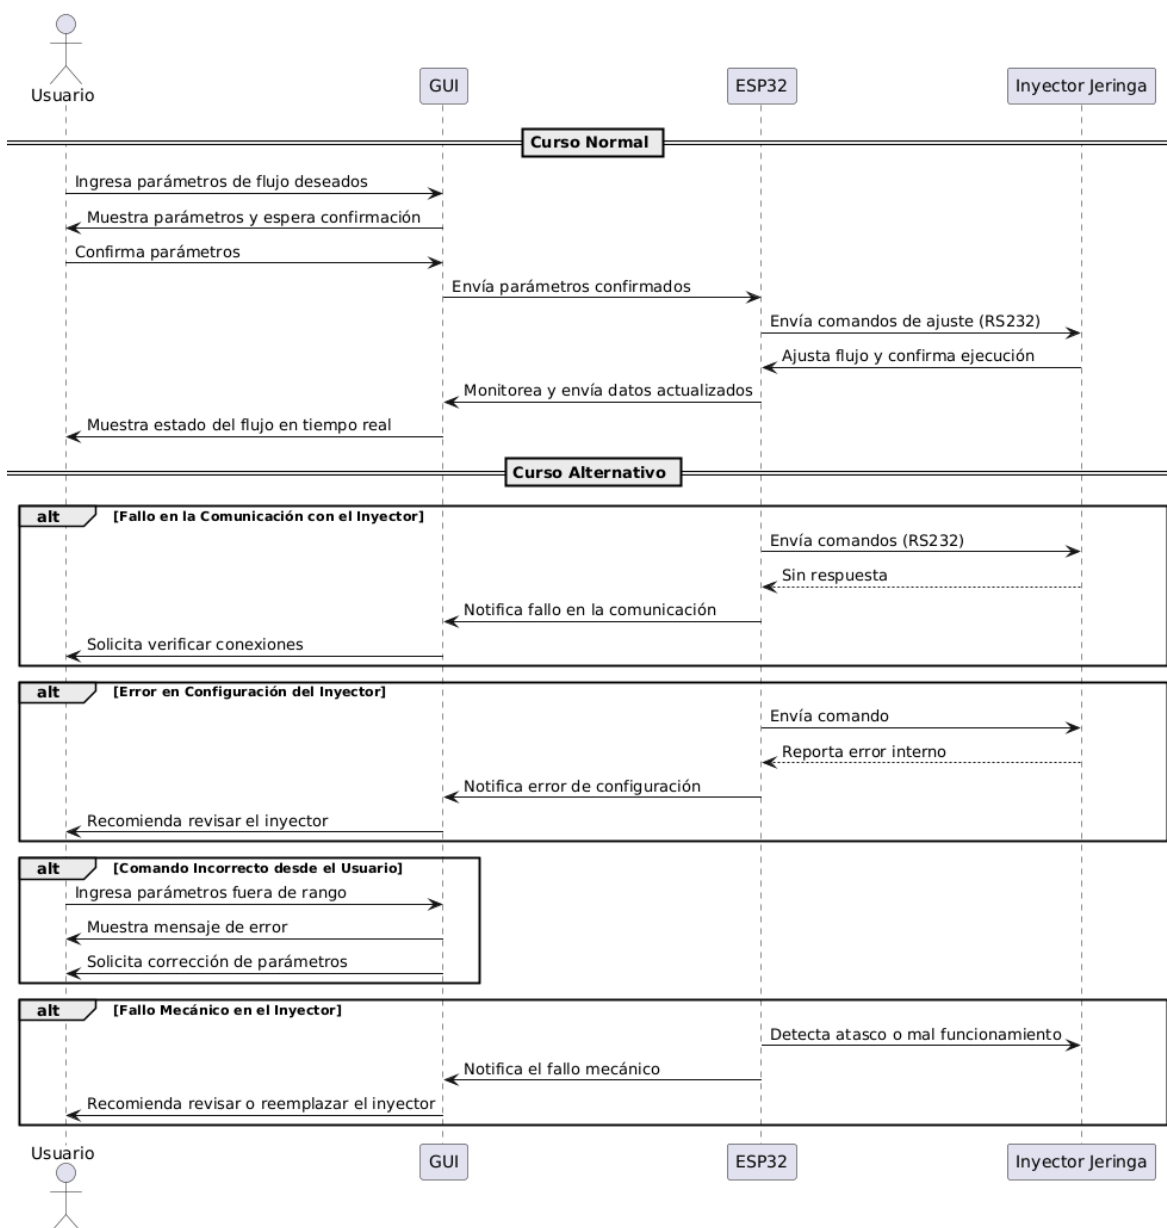 Usuario
GUI
ESP32
Inyector Jeringa
Curso Normal
Ingresa parámetros de flujo deseados
Muestra parámetros y espera confirmación
Confirma parámetros
Envía parámetros confirmados
Envía comandos de ajuste (RS232)
Ajusta flujo y confirma ejecución
Monitorea y envía datos actualizados
Muestra estado del flujo en tiempo real
Curso Alternativo
alt [Fallo en la Comunicación con el Inyector]
Envía comandos (RS232)
Sin respuesta
Notifica fallo en la comunicación
Solicita verificar conexiones
alt [Error en Configuración del Inyector]
Envía comando
Reporta error interno
Notifica error de configuración
Recomienda revisar el inyector
alt [Comando Incorrecto desde el Usuario]
Ingresa parámetros fuera de rango
Muestra mensaje de error
Solicita corrección de parámetros
alt [Fallo Mecánico en el Inyector]
Detecta atasco o mal funcionamiento
Notifica el fallo mecánico
Recomienda revisar o reemplazar el inyector
Usuario
GUI
ESP32
Inyector Jeringa